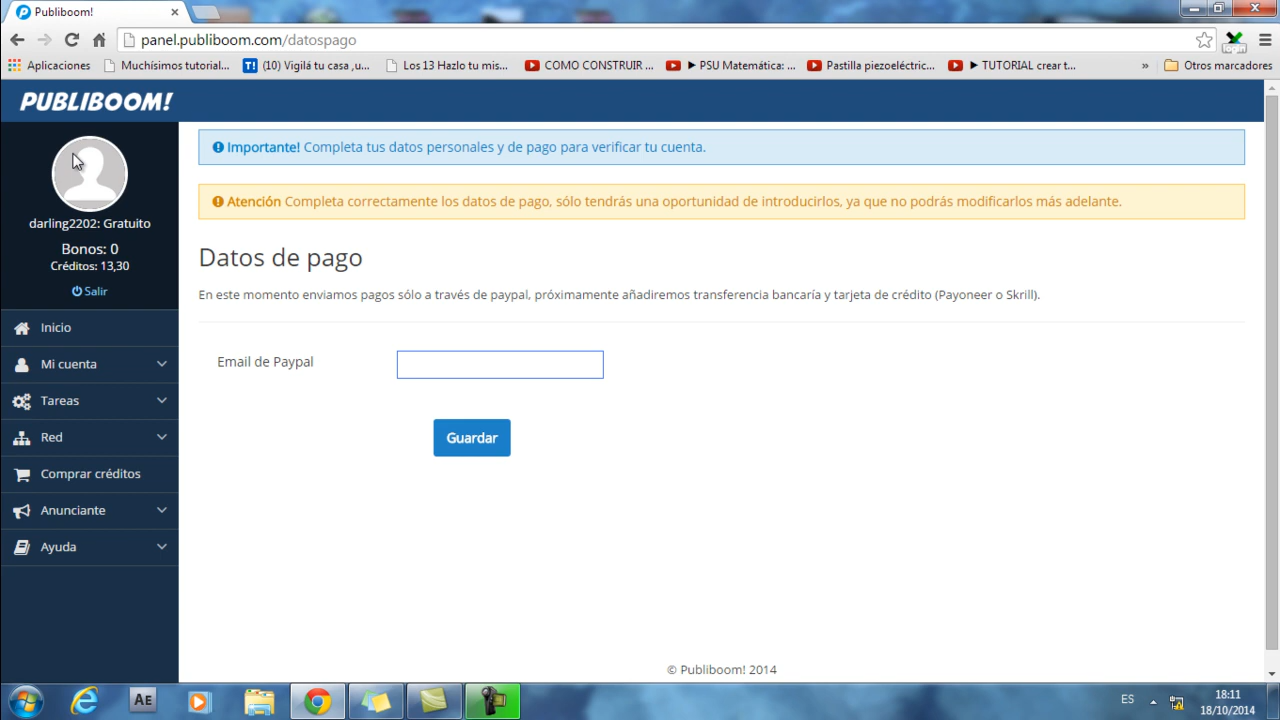 Publiboom!
panel.publiboom.com/datospago
login
Aplicaciones
Muchísimos tutorial...
(10) Vigilá tu casa ,u...
Los 13 Hazlo tu mis...
COMO CONSTRUIR ...
► PSU Matemática: ...
Pastilla piezoeléctric...
► TUTORIAL crear t...
»
Otros marcadores
PUBLIBOOM!
Importante! Completa tus datos personales y de pago para verificar tu cuenta.
Atención Completa correctamente los datos de pago, sólo tendrás una oportunidad de introducirlos, ya que no podrás modificarlos más adelante.
darling2202: Gratuito
Bonos: 0
Créditos: 13,30
Salir
Inicio
Mi cuenta
Tareas
Red
Comprar créditos
Anunciante
Ayuda
Datos de pago
En este momento enviamos pagos sólo a través de paypal, próximamente añadiremos transferencia bancaría y tarjeta de crédito (Payoneer o Skrill).
Email de Paypal
Guardar
© Publiboom! 2014
AE
ES
18:11
18/10/2014